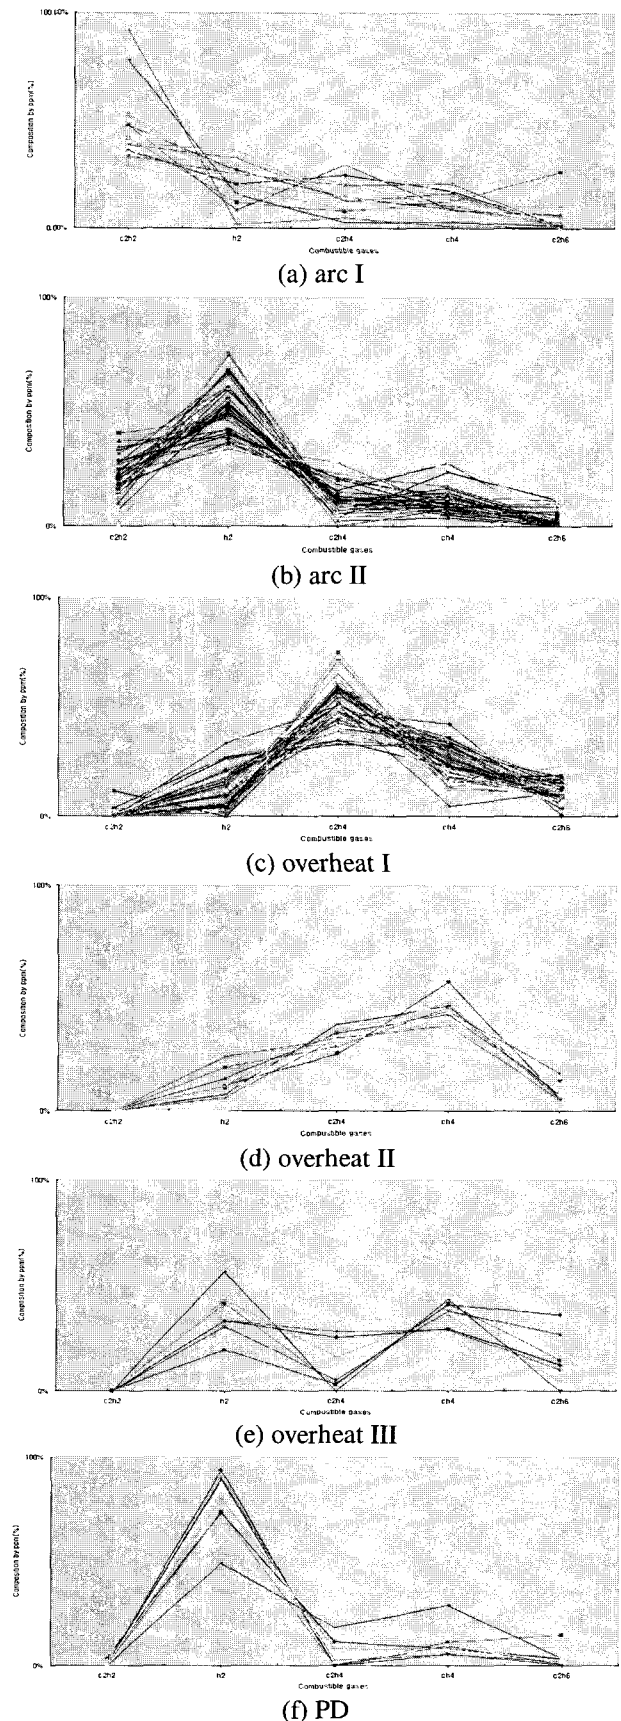 100.00%
Composition by ppm(%)
0.00%
c2h2 h2 c2h4 ch4 c2h6
Combustible gases
(a) arc I
100%
Composition by ppm(%)
0%
c2h2 h2 c2h4 ch4 c2h6
Combustible gases
(b) arc II
100%
Composition by ppm(%)
0%
c2h2 h2 c2h4 ch4 c2h6
Combustible gases
(c) overheat I
100%
Composition by ppm(%)
0%
c2h2 h2 c2h4 ch4 c2h6
Combustible gases
(d) overheat II
100%
Composition by ppm(%)
0%
c2h2 h2 c2h4 ch4 c2h6
Combustible gases
(e) overheat III
100%
Composition by ppm(%)
0%
c2h2 h2 c2h4 ch4 c2h6
Combustible gases
(f) PD